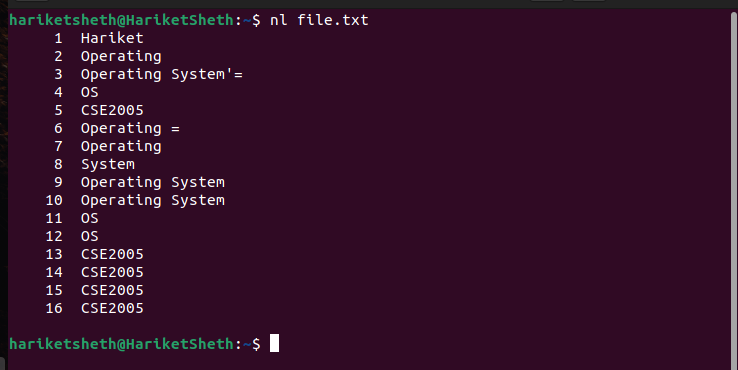 hariketsheth@HariketSheth:~$ nl file.txt
1 Hariket
2 Operating
3 Operating System'=
4 OS
5 CSE2005
6 Operating =
7 Operating
8 System
9 Operating System
10 Operating System
11 OS
12 OS
13 CSE2005
14 CSE2005
15 CSE2005
16 CSE2005
hariketsheth@HariketSheth:~$